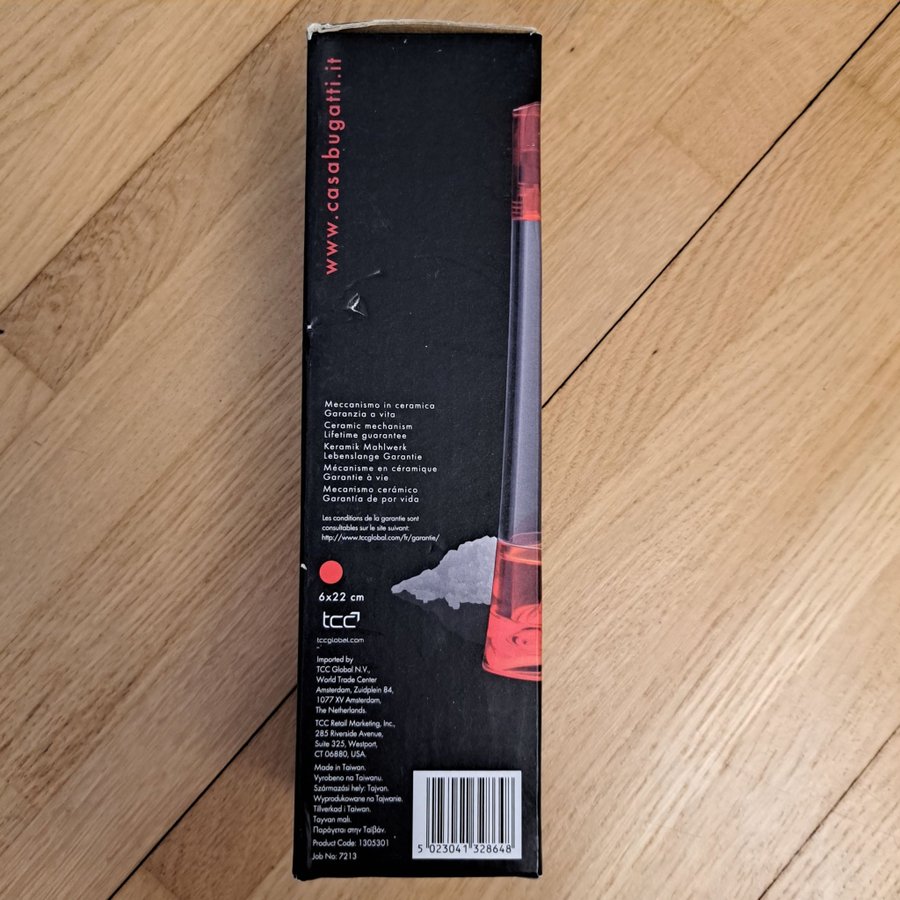 www.casabugatti.it
Meccanismo in ceramica
Garanzia a vita
Ceramic mechanism
Lifetime guarantee
Keramik Mahlwerk
Lebenslange Garantie
Mécanisme en céramique
Garantie à vie
Mecanismo cerámico
Garantía de por vida
Les conditions de la garantie sont
consultables sur le site suivant:
http://www.tccglobal.com/fr/garantie/
6x22 cm
tcc
tccglobal.com
Imported by
TCC Global N.V.,
World Trade Center
Amsterdam, Zuidplein 84,
1077 XV Amsterdam,
The Netherlands.
TCC Retail Marketing, Inc.,
285 Riverside Avenue,
Suite 325, Westport,
CT 06880, USA.
Made in Taiwan.
Vyrobeno na Taiwanu.
Származási hely: Tajvan.
Wyprodukowane na Tajwanie.
Tillverkad i Taiwan.
Tayvan malı.
Παράγεται στην Ταϊβάν.
Product Code: 1305301
Job No: 7213
5 023041 328648